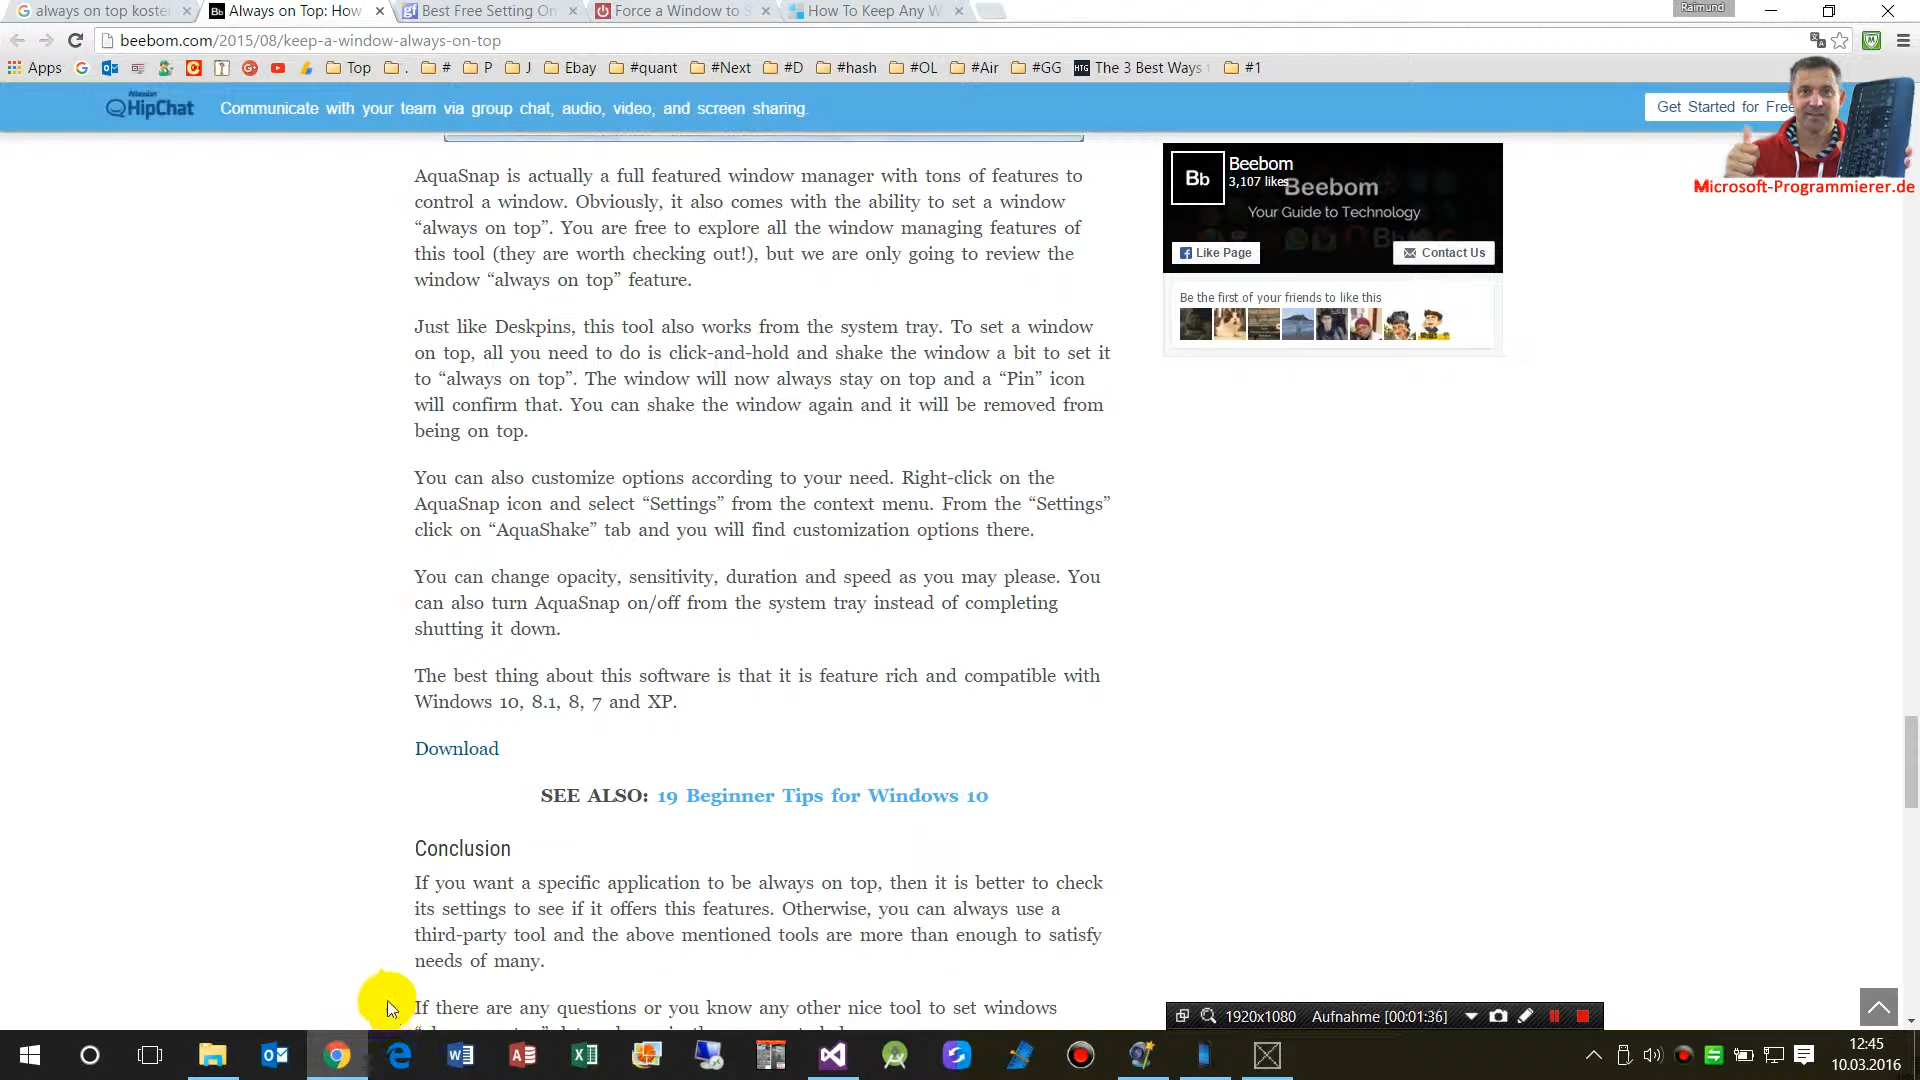 always on top koste
Always on Top: How
Best Free Setting On
Force a Window to S
How To Keep Any W
Raimund
beebom.com/2015/08/keep-a-window-always-on-top
Apps
Top
.
#
P
J
Ebay
#quant
#Next
#D
#hash
#OL
#Air
#GG
The 3 Best Ways
#1
Atlassian
HipChat
Communicate with your team via group chat, audio, video, and screen sharing.
Get Started for Free
Microsoft-Programmierer.de
AquaSnap is actually a full featured window manager with tons of features to
control a window. Obviously, it also comes with the ability to set a window
“always on top”. You are free to explore all the window managing features of
this tool (they are worth checking out!), but we are only going to review the
window “always on top” feature.
Just like Deskpins, this tool also works from the system tray. To set a window
on top, all you need to do is click-and-hold and shake the window a bit to set it
to “always on top”. The window will now always stay on top and a “Pin” icon
will confirm that. You can shake the window again and it will be removed from
being on top.
You can also customize options according to your need. Right-click on the
AquaSnap icon and select “Settings” from the context menu. From the “Settings”
click on “AquaShake” tab and you will find customization options there.
You can change opacity, sensitivity, duration and speed as you may please. You
can also turn AquaSnap on/off from the system tray instead of completing
shutting it down.
The best thing about this software is that it is feature rich and compatible with
Windows 10, 8.1, 8, 7 and XP.
Download
SEE ALSO: 19 Beginner Tips for Windows 10
Conclusion
If you want a specific application to be always on top, then it is better to check
its settings to see if it offers this features. Otherwise, you can always use a
third-party tool and the above mentioned tools are more than enough to satisfy
needs of many.
If there are any questions or you know any other nice tool to set windows
Bb
Beebom
3,107 likes
Beebom
Your Guide to Technology
Like Page
Contact Us
Be the first of your friends to like this
1920x1080
Aufnahme [00:01:36]
12:45
10.03.2016